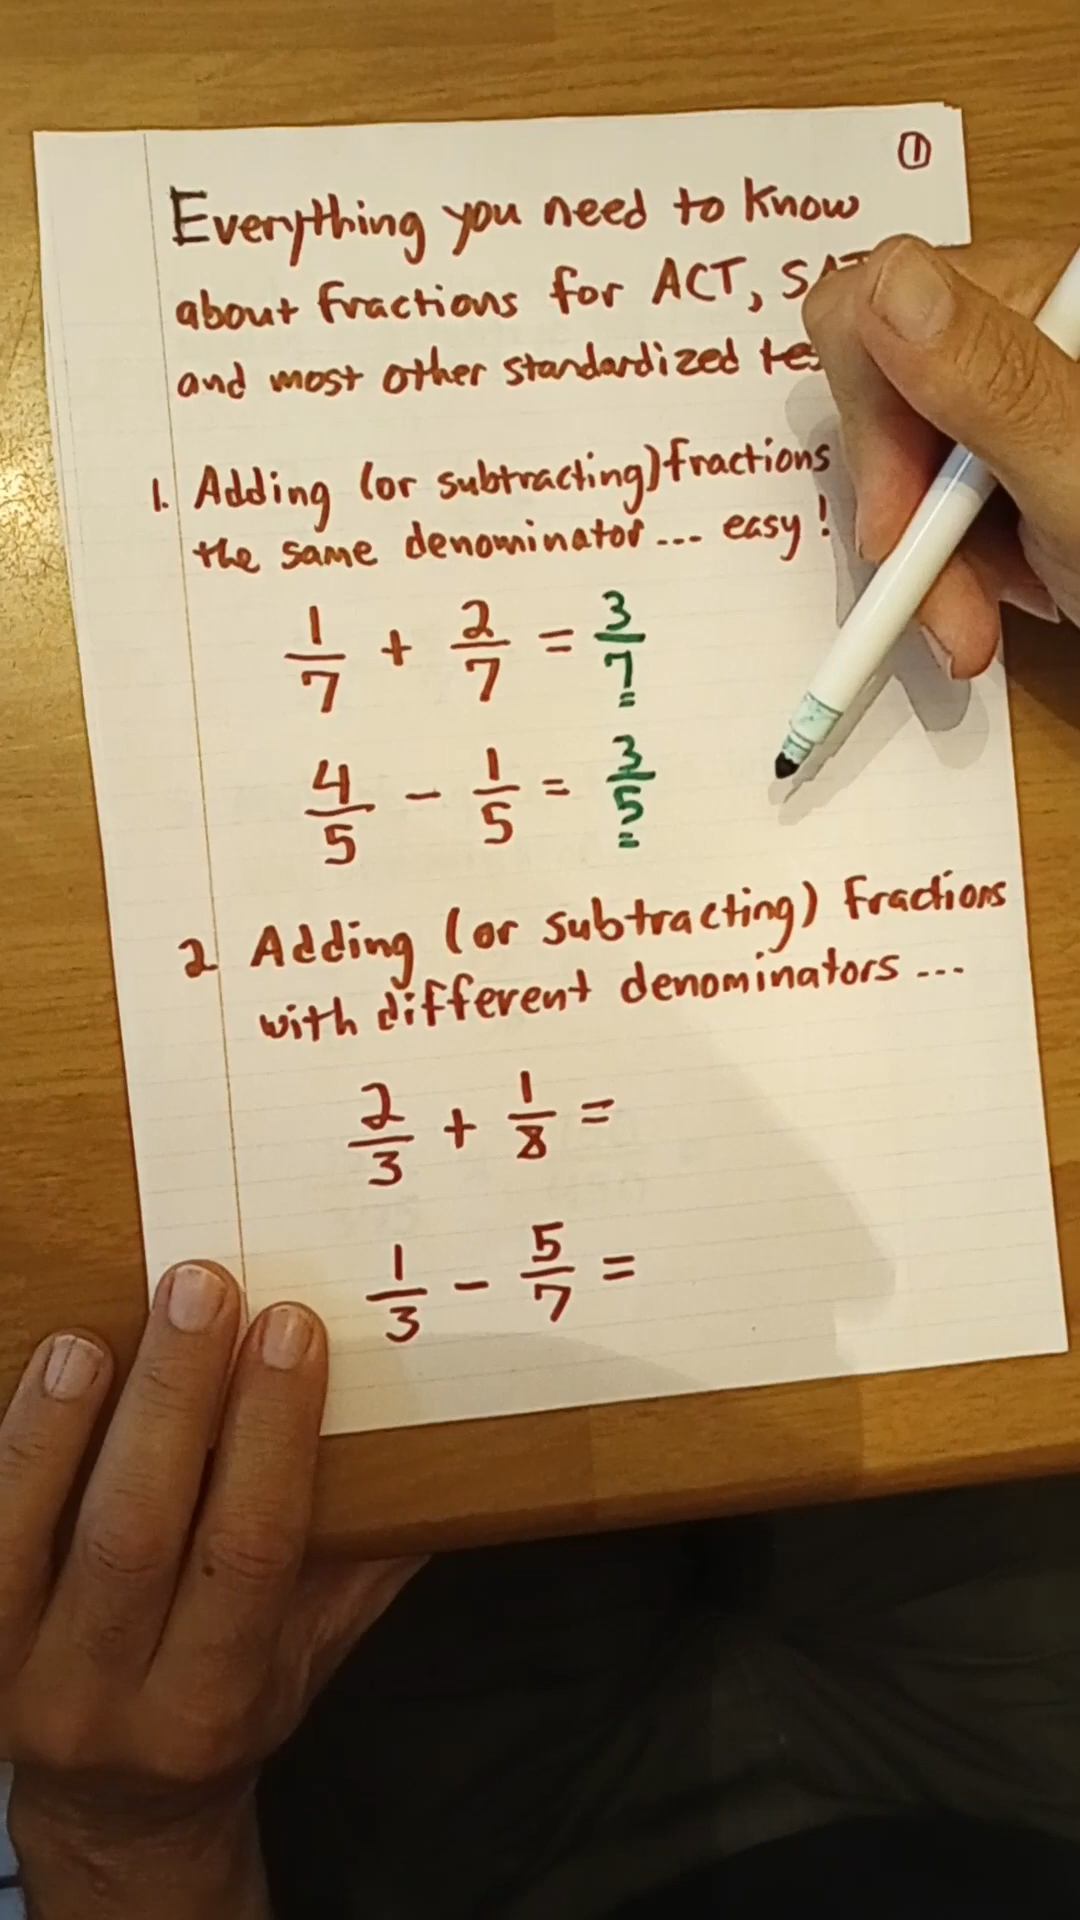 ①
Everything you need to know
about fractions for ACT,
and most other standardized
1. Adding (or subtracting) fractions
the same denominator... easy!
1/7 + 2/7 = 3/7
4/5 - 1/5 = 3/5
2 Adding (or subtracting) fractions
with different denominators...
2/3 + 1/8 =
1/3 - 5/7 =